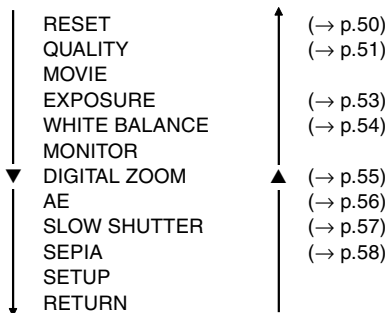 RESET (→ p.50)
QUALITY (→ p.51)
MOVIE
EXPOSURE (→ p.53)
WHITE BALANCE (→ p.54)
MONITOR
DIGITAL ZOOM (→ p.55)
AE (→ p.56)
SLOW SHUTTER (→ p.57)
SEPIA (→ p.58)
SETUP
RETURN